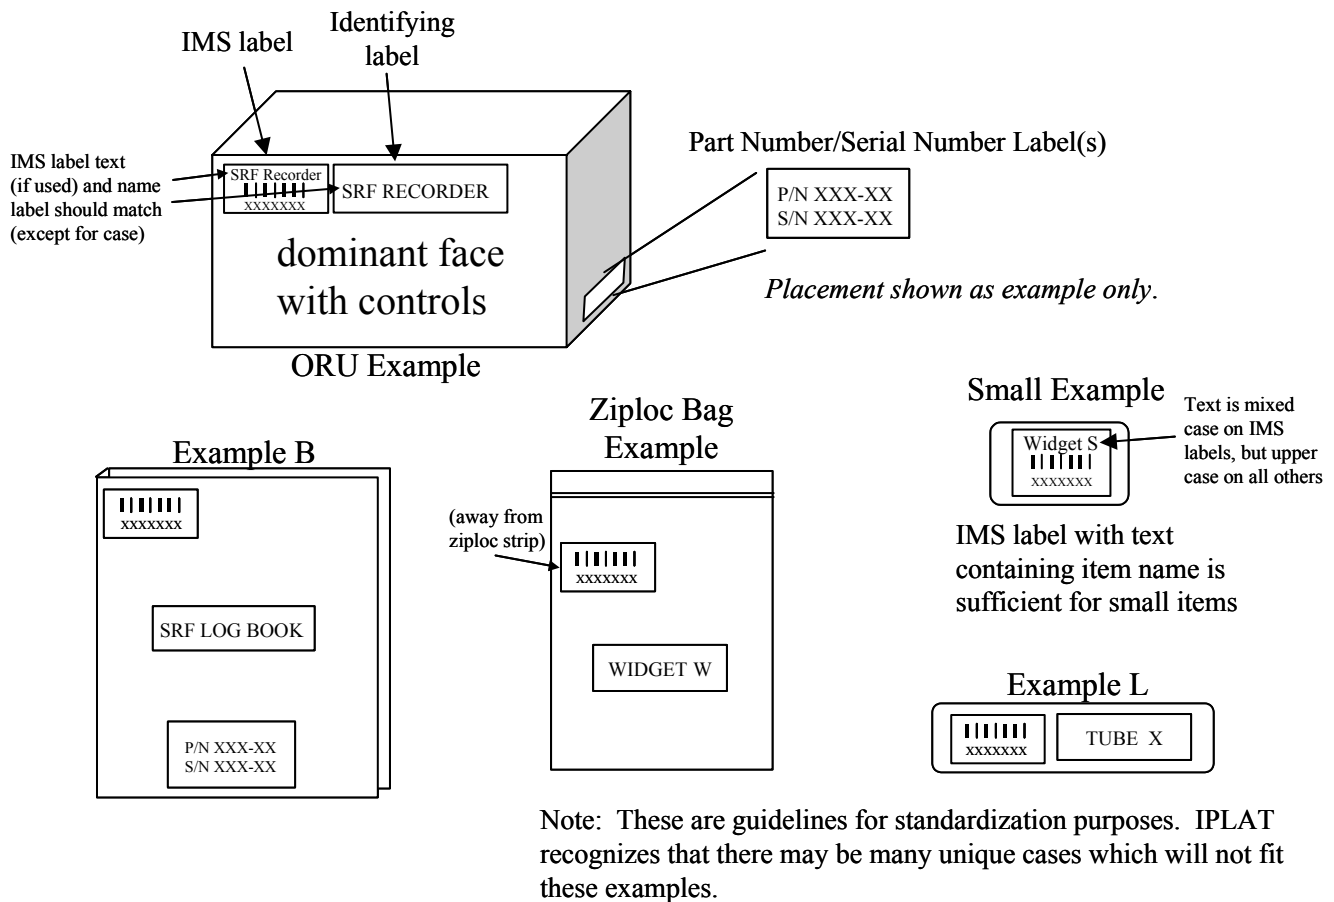 IMS label
Identifying
label
IMS label text
(if used) and name
label should match
(except for case)
SRF Recorder
XXXXXXX
SRF RECORDER
dominant face
with controls
ORU Example
Part Number/Serial Number Label(s)
P/N XXX-XX
S/N XXX-XX
Placement shown as example only.
Example B
xxxxxxx
SRF LOG BOOK
P/N XXX-XX
S/N XXX-XX
Ziploc Bag
Example
(away from
ziploc strip)
xxxxxxx
WIDGET W
Small Example
Widget S
XXXXXXX
Text is mixed
case on IMS
labels, but upper
case on all others
IMS label with text
containing item name is
sufficient for small items
Example L
xxxxxxx
TUBE X
Note: These are guidelines for standardization purposes. IPLAT
recognizes that there may be many unique cases which will not fit
these examples.